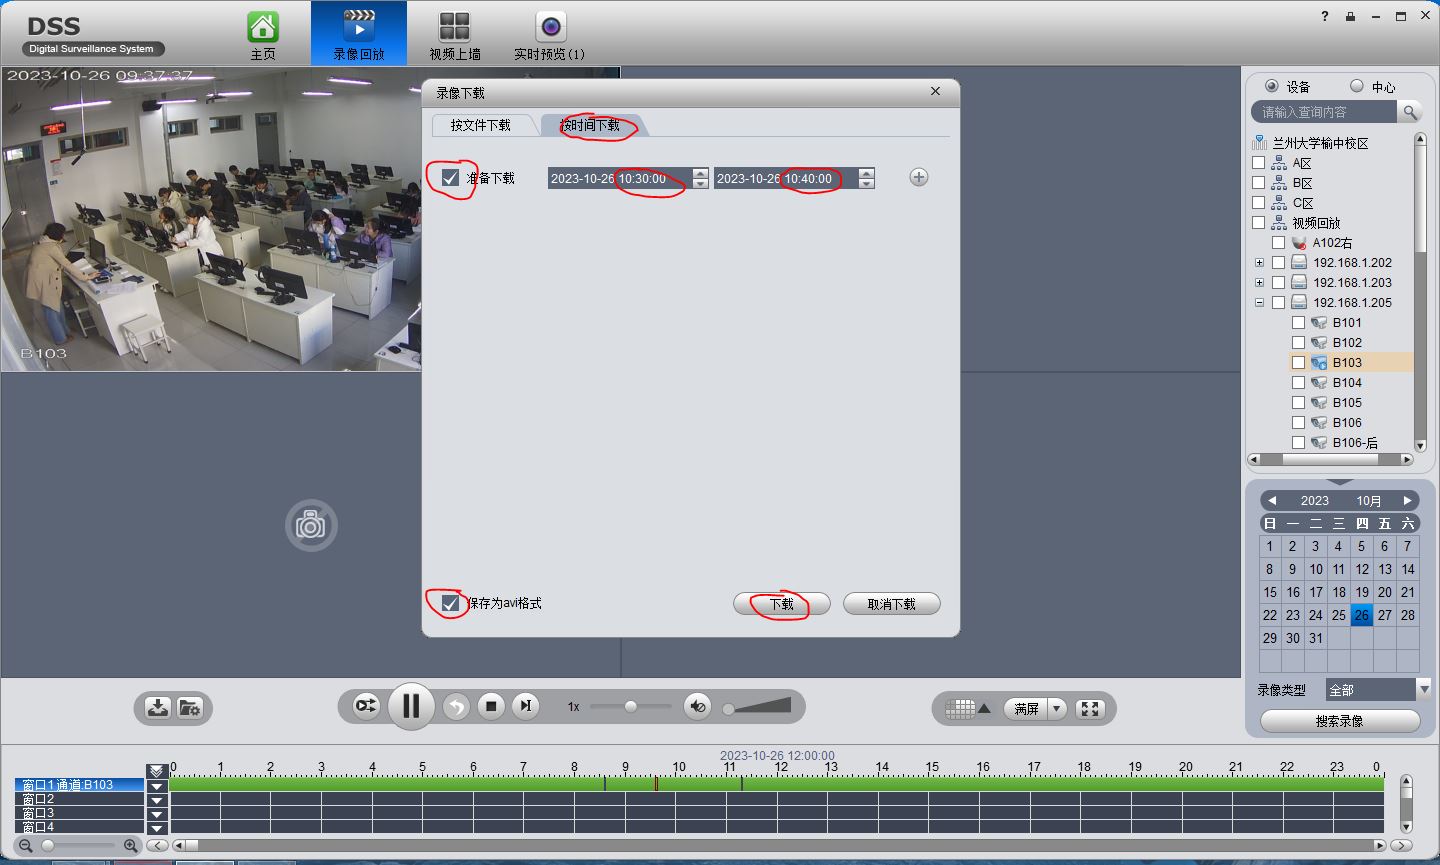 DSS
Digital Surveillance System
主页
录像回放
视频上墙
实时预览(1)
?
2023-10-26 09:37:37
B103
录像下载
按文件下载
按时间下载
准备下载
2023-10-26 10:30:00
2023-10-26 10:40:00
保存为avi格式
下载
取消下载
设备
中心
请输入查询内容
兰州大学榆中校区
A区
B区
C区
视频回放
A102右
192.168.1.202
192.168.1.203
192.168.1.205
B101
B102
B103
B104
B105
B106
B106-后
2023 10月
日 一 二 三 四 五 六
1 2 3 4 5 6 7
8 9 10 11 12 13 14
15 16 17 18 19 20 21
22 23 24 25 26 27 28
29 30 31
录像类型 全部
搜索录像
1x
满屏
2023-10-26 12:00:00
0 1 2 3 4 5 6 7 8 9 10 11 12 13 14 15 16 17 18 19 20 21 22 23 0
窗口1 通道:B103
窗口2
窗口3
窗口4